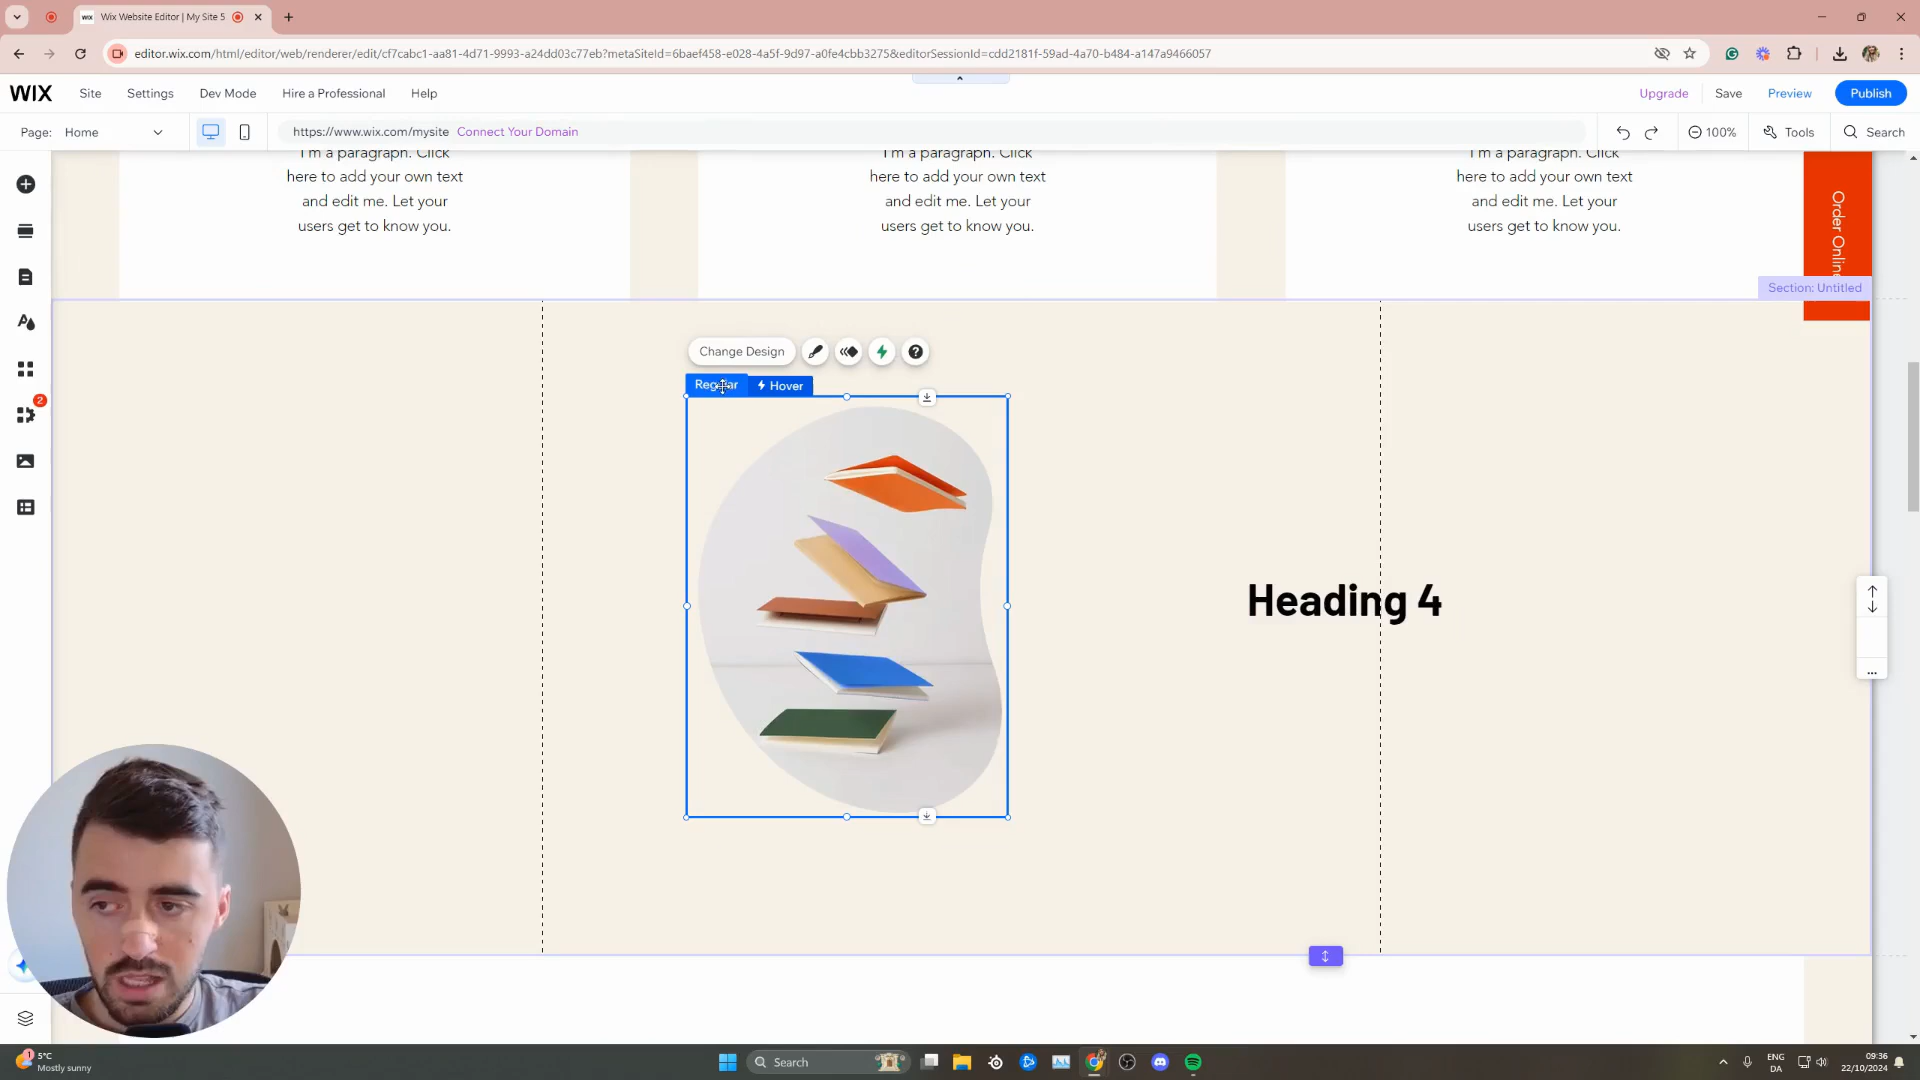 Wix Website Editor | My Site 5
editor.wix.com/html/editor/web/renderer/edit/cf7cabc1-aa81-4d71-9993-a24dd03c77eb?metaSiteId=6baef458-e028-4a5f-9d97-a0fe4cbb3275&editorSessionId=cdd2181f-59ad-4a70-b484-a147a9466057
WIX Site Settings Dev Mode Hire a Professional Help Upgrade Save Preview Publish
Page: Home https://www.wix.com/mysite Connect Your Domain 100% Tools Search
I'm a paragraph. Click
here to add your own text
and edit me. Let your
users get to know you.
I'm a paragraph. Click
here to add your own text
and edit me. Let your
users get to know you.
I'm a paragraph. Click
here to add your own text
and edit me. Let your
users get to know you.
Order Online
Section: Untitled
Change Design
Regular Hover
2
Heading 4
1
5°C
Mostly sunny
Search
ENG
DA
09:36
22/10/2024